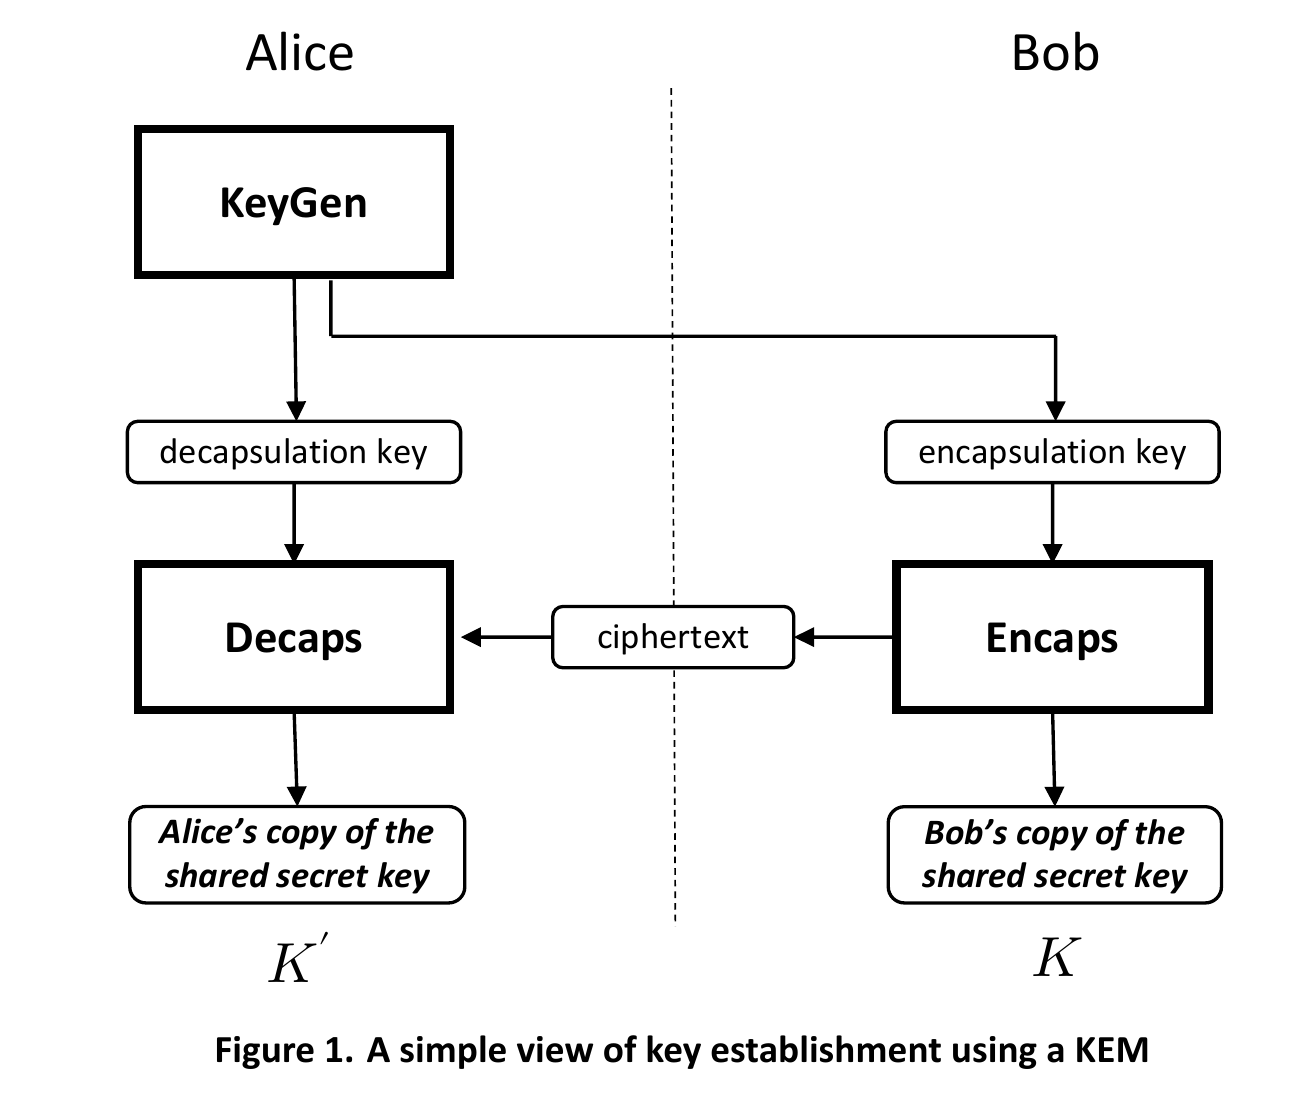 Alice
Bob
KeyGen
decapsulation key
encapsulation key
Decaps
ciphertext
Encaps
Alice’s copy of the
shared secret key
Bob’s copy of the
shared secret key
K′
K
Figure 1. A simple view of key establishment using a KEM